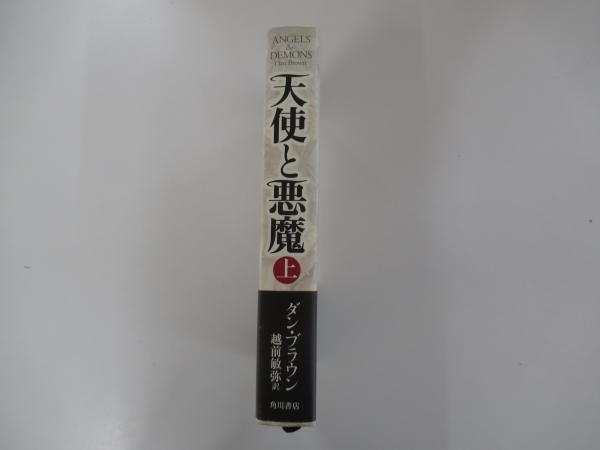 ANGELS
&
DEMONS
Dan Brown
天使と悪魔
上
ダン・ブラウン
越前敏弥訳
角川書店